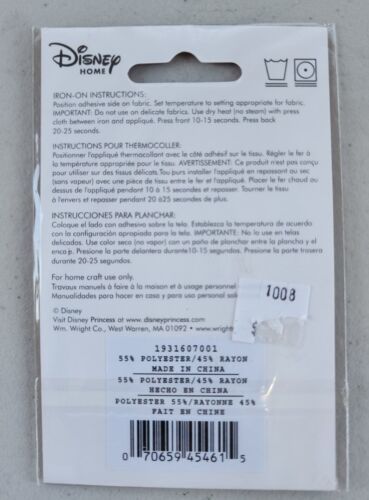 Disney
HOME
IRON-ON INSTRUCTIONS:
Position adhesive side on fabric. Set temperature to setting appropriate for fabric.
IMPORTANT: Do not use on delicate fabrics. Use dry heat (no steam) with press
cloth between iron and appliqué. Press front 10-15 seconds. Press back
20-25 seconds.
INSTRUCTIONS POUR THERMOCOLLER:
Positionner l'appliqué thermocollant avec le côté adhésif sur le tissu. Régler le fer à
la température appropriée pour le tissu. AVERTISSEMENT: Ce produit n'est pas conçu
pour utiliser sur des tissus délicats. Toujours installer l'appliqué en repassant au sec
(sans vapeur) avec une pièce de tissu entre le fer et l'appliqué. Placer le fer chaud au
dessus de l'appliqué pendant 10 à 15 secondes et repasser. Tourner le tissu
à l'envers et repasser pendant 20 à 25 secondes de plus.
INSTRUCCIONES PARA PLANCHAR:
Coloque el lado con adhesivo sobre la tela. Establezca la temperatura de acuerdo
con la configuración apropiada para la tela. IMPORTANTE: No la use en telas
delicadas. Use calor seco (no vapor) con un paño de planchar entre la plancha y el
encaje. Presione la parte delantera durante 10-15 segundos. Presione la parte trasera
durante 20-25 segundos.
For home craft use only.
Travaux manuels à faire à la maison et à usage personnel
Manualidades para hacer en casa y para uso personal
1008
© Disney
Visit Disney Princess at www.disneyprincess.com
Wm. Wright Co., West Warren, MA 01092 •
1931607001
55% POLYESTER/45% RAYON
MADE IN CHINA
55% POLYESTER/45% RAYON
HECHO EN CHINA
POLYESTER 55%/RAYONNE 45%
FAIT EN CHINE
0 70659 45461 5